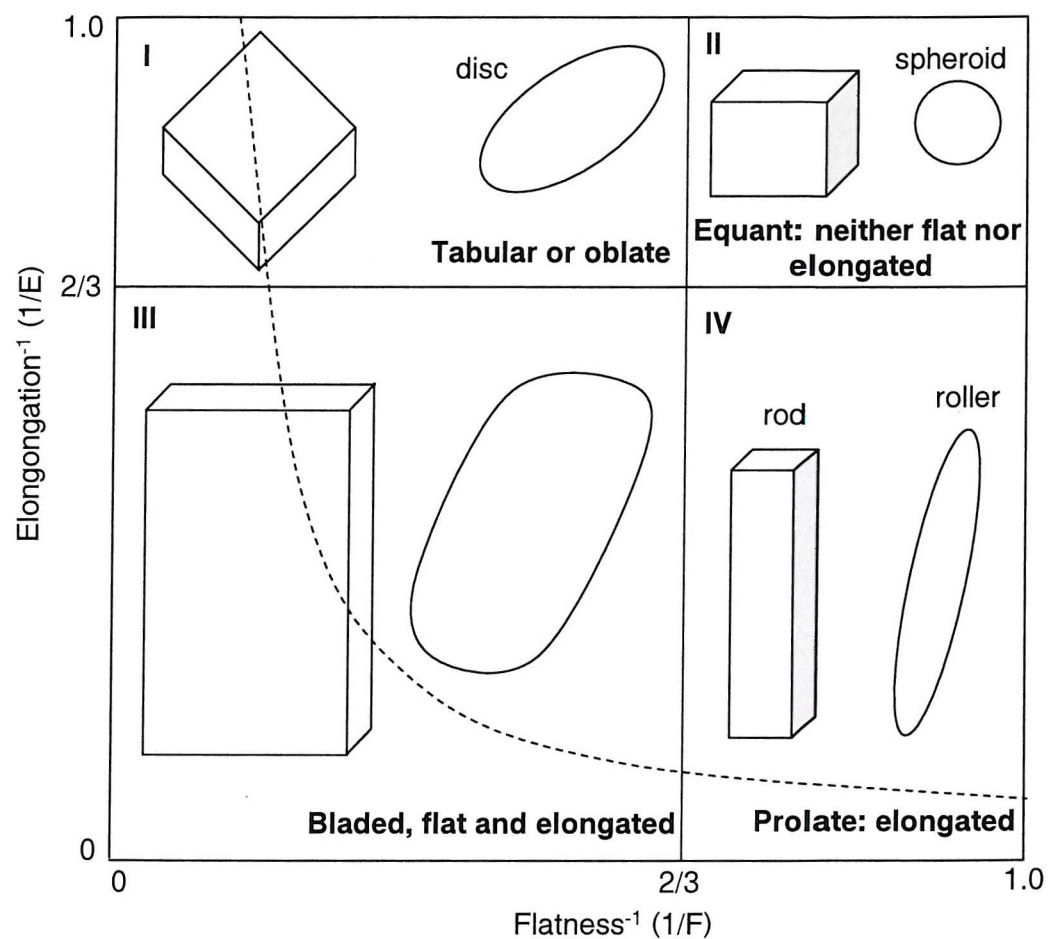 1.0
I
disc
Tabular or oblate
II
spheroid
Equant: neither flat nor
elongated
2/3
Elongongation⁻¹ (1/E)
III
Bladed, flat and elongated
IV
rod
roller
Prolate: elongated
0
0
2/3
1.0
Flatness⁻¹ (1/F)